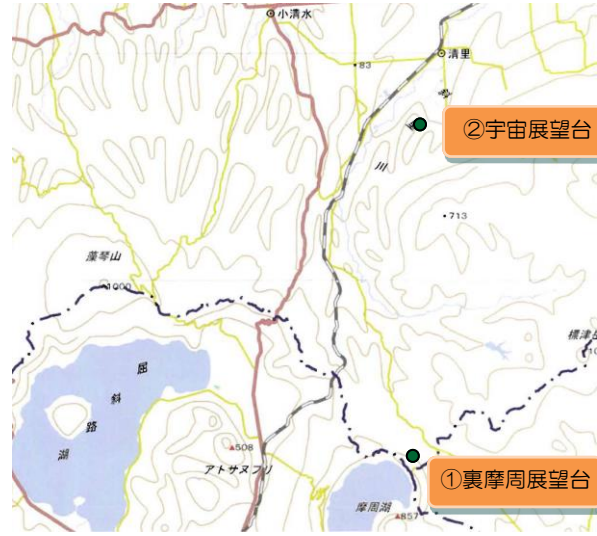 小清水
清里
83
②宇宙展望台
川
713
藻琴山
1000
標津岳
屈斜路湖
508
アトサヌプリ
①裏摩周展望台
摩周湖
857